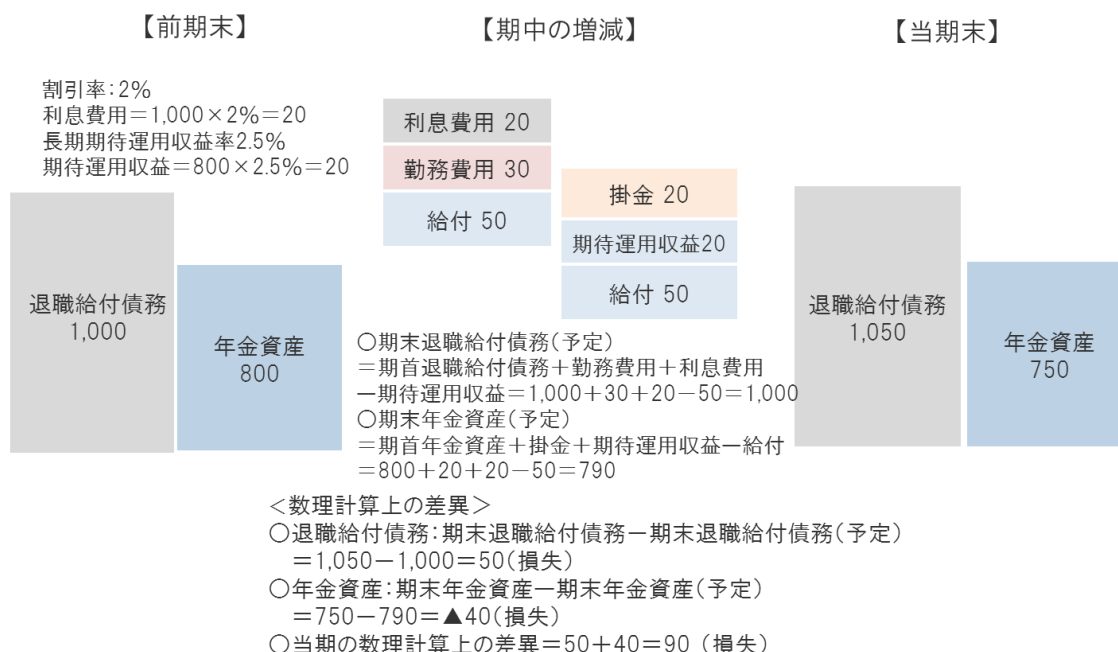 【前期末】
【期中の増減】
【当期末】
割引率:2%
利息費用=1,000×2%=20
長期期待運用収益率2.5%
期待運用収益=800×2.5%=20
利息費用 20
勤務費用 30
給付 50
掛金 20
期待運用収益20
給付 50
退職給付債務
1,000
年金資産
800
退職給付債務
1,050
年金資産
750
○期末退職給付債務(予定)
=期首退職給付債務+勤務費用+利息費用
ー期待運用収益=1,000+30+20-50=1,000
○期末年金資産(予定)
=期首年金資産+掛金+期待運用収益ー給付
=800+20+20-50=790
<数理計算上の差異>
○退職給付債務:期末退職給付債務ー期末退職給付債務(予定)
=1,050-1,000=50(損失)
○年金資産:期末年金資産ー期末年金資産(予定)
=750-790=▲40(損失)
○当期の数理計算上の差異=50+40=90 (損失)